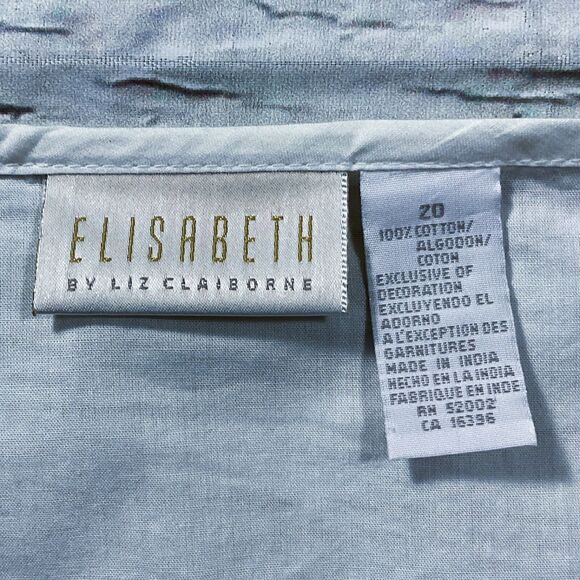 ELISABETH
BY LIZ CLAIBORNE
20
100% COTTON/
ALGODON/
COTON
EXCLUSIVE OF
DECORATION
EXCLUYENDO EL
ADORNO
A L'EXCEPTION DES
GARNITURES
MADE IN INDIA
HECHO EN LA INDIA
FABRIQUE EN INDE
RN 52002
CA 16396